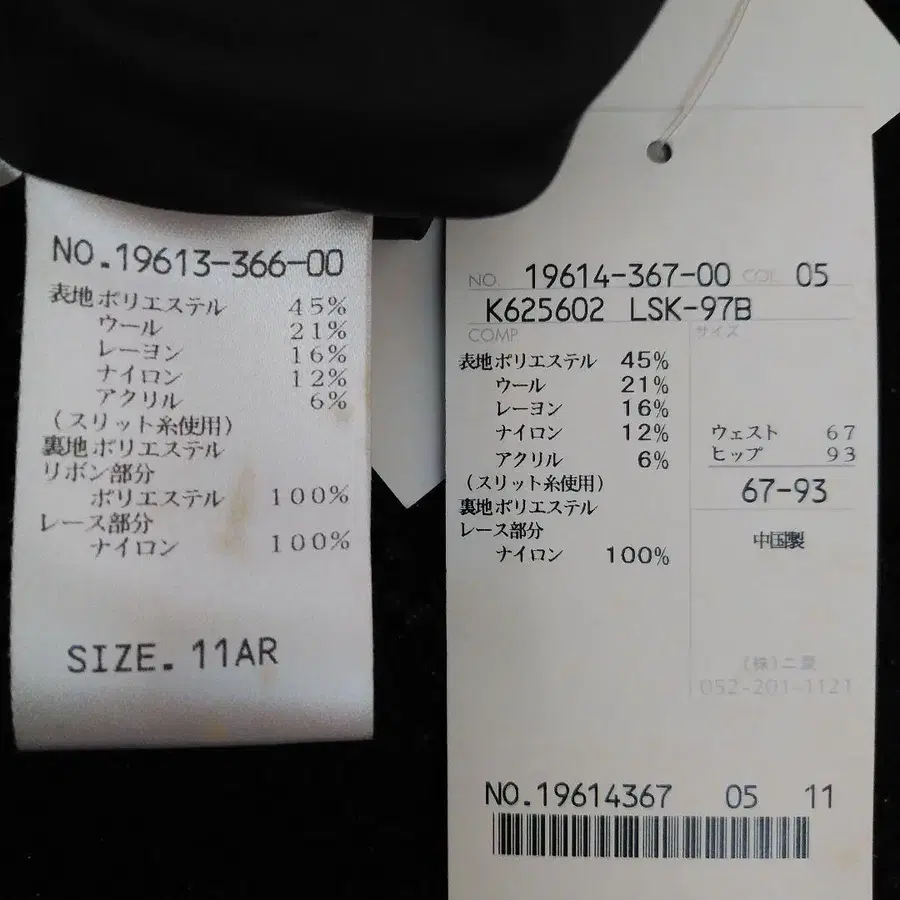 NO.19613-366-00
表地ポリエステル 45%
ウール 21%
レーヨン 16%
ナイロン 12%
アクリル 6%
(スリット糸使用)
裏地ポリエステル
リボン部分
ポリエステル 100%
レース部分
ナイロン 100%
SIZE. 11AR
NO. 19614-367-00 COL 05
K625602 LSK-97B
COMP サイズ
表地ポリエステル 45%
ウール 21%
レーヨン 16%
ナイロン 12%
アクリル 6%
(スリット糸使用)
裏地ポリエステル
レース部分
ナイロン 100%
ウェスト 67
ヒップ 93
67-93
中国製
(株)二
052-201-1121
NO.19614367 05 11